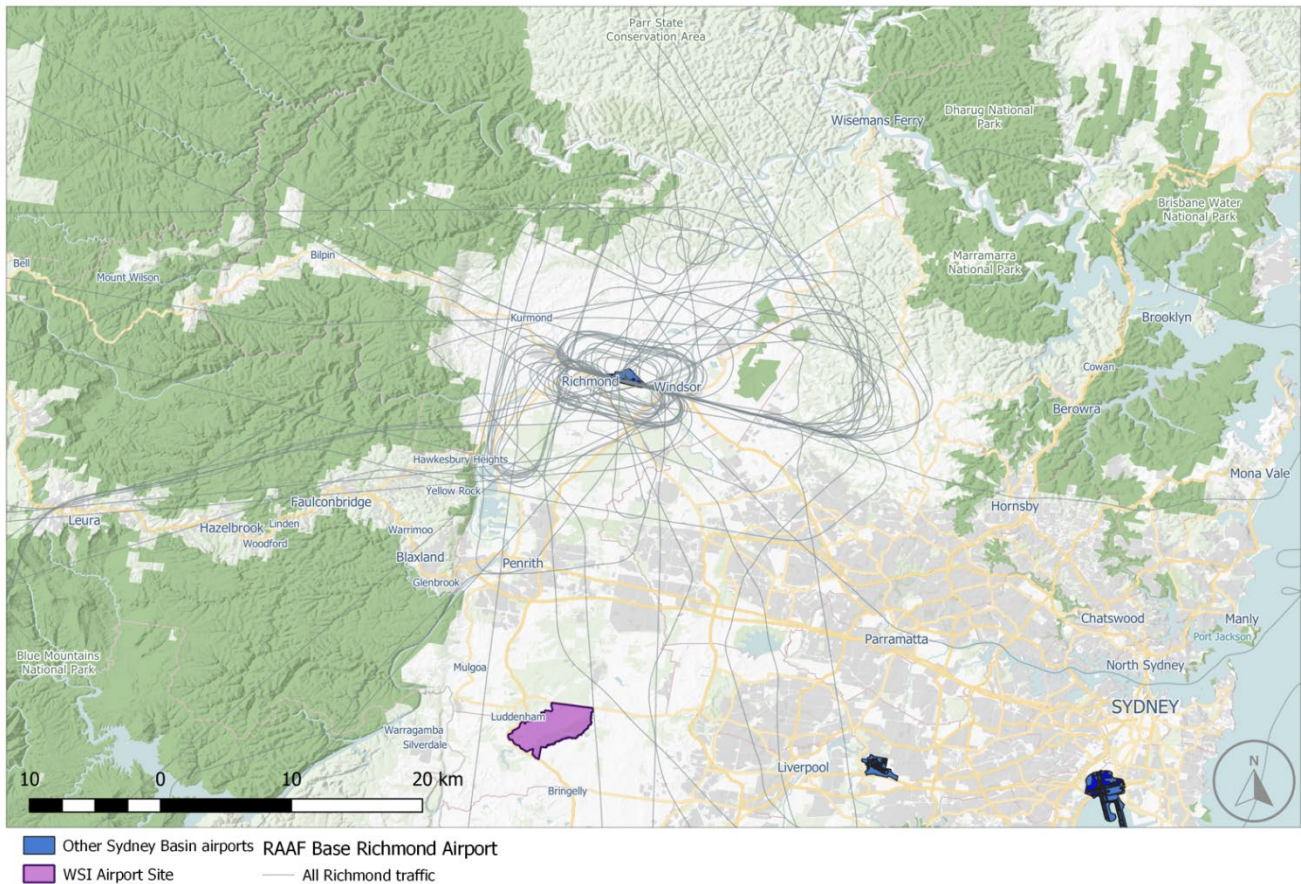 Parr State
Conservation Area
Dharug National
Park
Wisemans Ferry
Brisbane Water
National Park
Bell
Mount Wilson
Bilpin
Marramarra
National Park
Kurmond
Brooklyn
Richmond
Windsor
Cowan
Berowra
Hawkesbury Heights
Yellow Rock
Mona Vale
Faulconbridge
Leura
Hazelbrook
Linden
Woodford
Warrimoo
Hornsby
Blaxland
Penrith
Glenbrook
Chatswood
Manly
Parramatta
Port Jackson
Blue Mountains
National Park
Mulgoa
North Sydney
SYDNEY
Luddenham
Warragamba
Silverdale
Liverpool
N
10 0 10 20 km
Bringelly
Other Sydney Basin airports RAAF Base Richmond Airport
WSI Airport Site All Richmond traffic